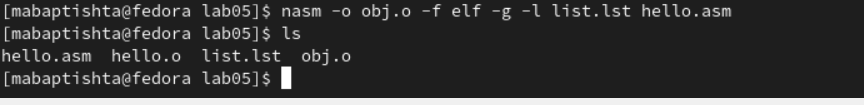 [mabaptishta@fedora lab05]$ nasm -o obj.o -f elf -g -l list.lst hello.asm
[mabaptishta@fedora lab05]$ ls
hello.asm  hello.o  list.lst  obj.o
[mabaptishta@fedora lab05]$